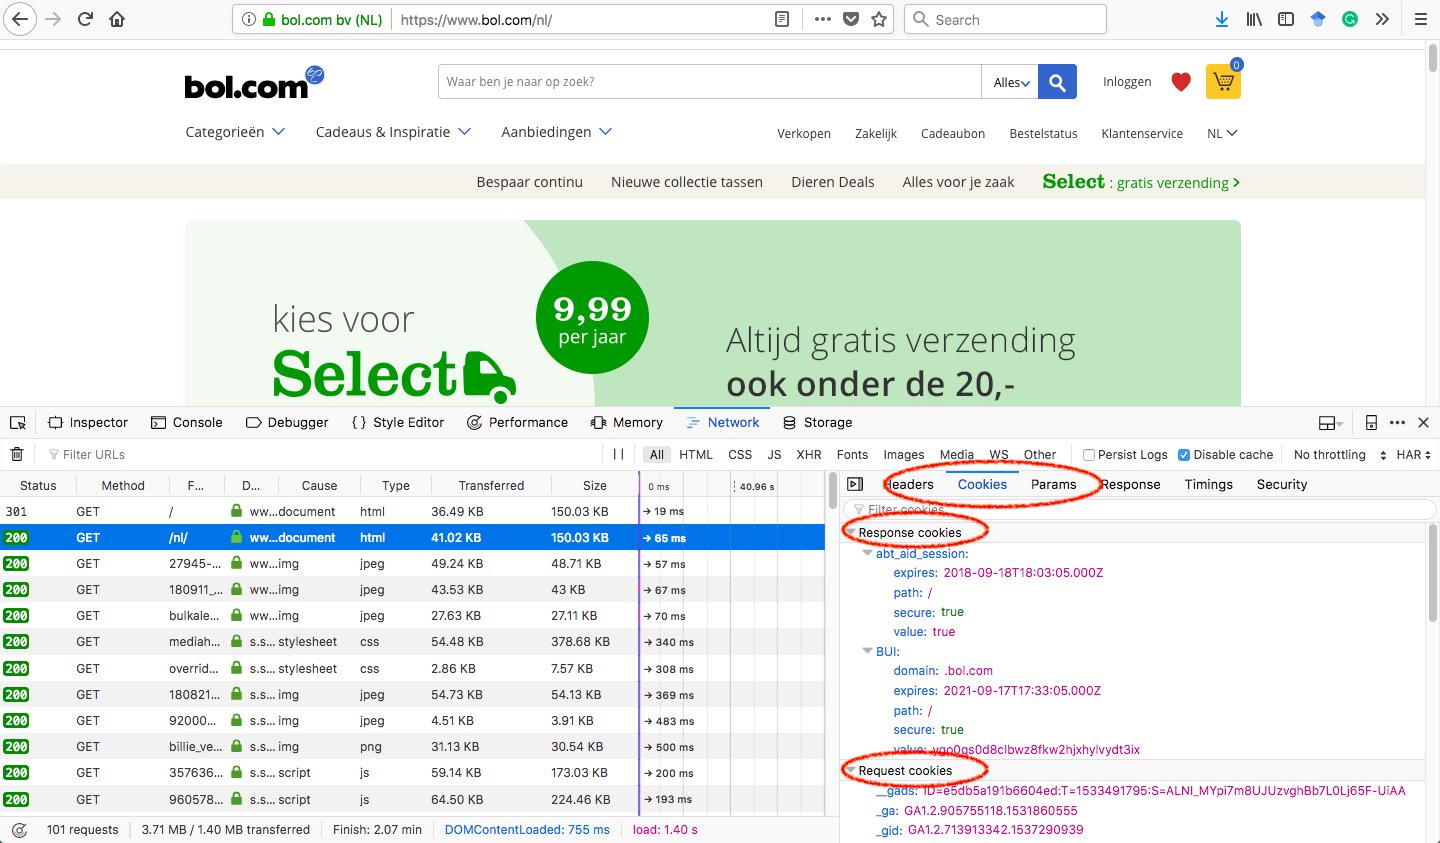 bol.com bv (NL) https://www.bol.com/nl/ Search
bol.com
Waar ben je naar op zoek? Alles Inloggen 0
Categorieën Cadeaus & Inspiratie Aanbiedingen Verkopen Zakelijk Cadeaubon Bestelstatus Klantenservice NL
Bespaar continu Nieuwe collectie tassen Dieren Deals Alles voor je zaak Select : gratis verzending
kies voor
Select
9,99
per jaar
Altijd gratis verzending
ook onder de 20,-
Inspector Console Debugger { } Style Editor Performance Memory Network Storage
Filter URLs All HTML CSS JS XHR Fonts Images Media WS Other Persist Logs Disable cache No throttling HAR
Status Method F... D... Cause Type Transferred Size 0 ms 40.96 s
301 GET / ww... document html 36.49 KB 150.03 KB → 19 ms
200 GET /nl/ ww... document html 41.02 KB 150.03 KB → 65 ms
200 GET 27945-... ww... img jpeg 49.24 KB 48.71 KB → 57 ms
200 GET 180911_... ww... img jpeg 43.53 KB 43 KB → 67 ms
200 GET bulkale... ww... img jpeg 27.63 KB 27.11 KB → 70 ms
200 GET mediah... s.s... stylesheet css 54.48 KB 378.68 KB → 340 ms
200 GET overrid... s.s... stylesheet css 2.86 KB 7.57 KB → 308 ms
200 GET 180821... s.s... img jpeg 54.73 KB 54.13 KB → 369 ms
200 GET 92000... s.s... img jpeg 4.51 KB 3.91 KB → 483 ms
200 GET billie_ve... s.s... img png 31.13 KB 30.54 KB → 500 ms
200 GET 357636... s.s... script js 59.14 KB 173.03 KB → 200 ms
200 GET 960578... s.s... script js 64.50 KB 224.46 KB → 193 ms
101 requests 3.71 MB / 1.40 MB transferred Finish: 2.07 min DOMContentLoaded: 755 ms load: 1.40 s
Headers Cookies Params Response Timings Security
Filter cookies
Response cookies
abt_aid_session:
expires: 2018-09-18T18:03:05.000Z
path: /
secure: true
value: true
BUI:
domain: .bol.com
expires: 2021-09-17T17:33:05.000Z
path: /
secure: true
value:
Request cookies
__gads: ID=e5db5a191b6604ed:T=1533491795:S=ALNI_MYpi7m8UJUzvghBb7L0Lj65F-UiAA
_ga: GA1.2.905755118.1531860555
_gid: GA1.2.713913342.1537290939